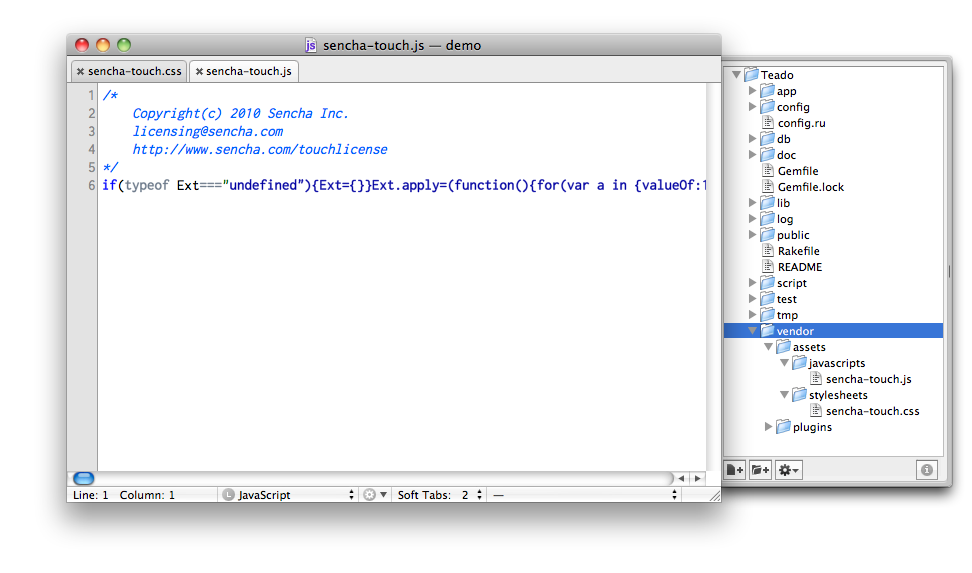 sencha-touch.js — demo
sencha-touch.css
sencha-touch.js
1 /*
2 Copyright(c) 2010 Sencha Inc.
3 licensing@sencha.com
4 http://www.sencha.com/touchlicense
5 */
6 if(typeof Ext==="undefined"){Ext={}}Ext.apply=(function(){for(var a in {valueOf:1
Line: 1 Column: 1
L JavaScript
Soft Tabs: 2
—
Teado
app
config
config.ru
db
doc
Gemfile
Gemfile.lock
lib
log
public
Rakefile
README
script
test
tmp
vendor
assets
javascripts
sencha-touch.js
stylesheets
sencha-touch.css
plugins